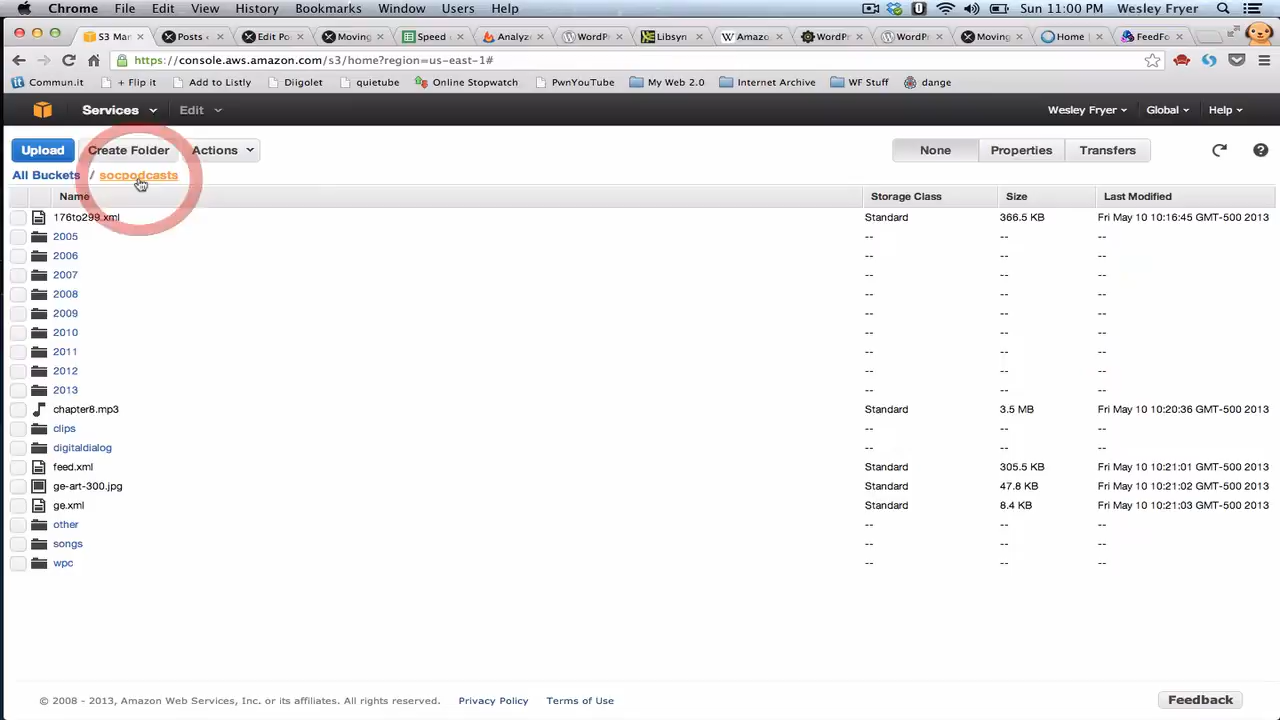 Chrome File Edit View History Bookmarks Window Users Help Sun 11:00 PM Wesley Fryer
S3 Mar Posts Edit Po Moving Speed Analyz WordPr Libsyn Amazo WordPr WordPr Moving Home FeedFo
https://console.aws.amazon.com/s3/home?region=us-east-1#
Commun.it + Flip it Add to Listly Diigolet quietube Online Stopwatch PwnYouTube My Web 2.0 Internet Archive WF Stuff dange
Services Edit Wesley Fryer Global Help
Upload Create Folder Actions None Properties Transfers
All Buckets / socpodcasts
Name Storage Class Size Last Modified
176to299.xml Standard 366.5 KB Fri May 10 10:16:45 GMT-500 2013
2005 -- -- --
2006 -- -- --
2007 -- -- --
2008 -- -- --
2009 -- -- --
2010 -- -- --
2011 -- -- --
2012 -- -- --
2013 -- -- --
chapter8.mp3 Standard 3.5 MB Fri May 10 10:20:36 GMT-500 2013
clips -- -- --
digitaldialog -- -- --
feed.xml Standard 305.5 KB Fri May 10 10:21:01 GMT-500 2013
ge-art-300.jpg Standard 47.8 KB Fri May 10 10:21:02 GMT-500 2013
ge.xml Standard 8.4 KB Fri May 10 10:21:03 GMT-500 2013
other -- -- --
songs -- -- --
wpc -- -- --
© 2008 - 2013, Amazon Web Services, Inc. or its affiliates. All rights reserved. Privacy Policy Terms of Use Feedback